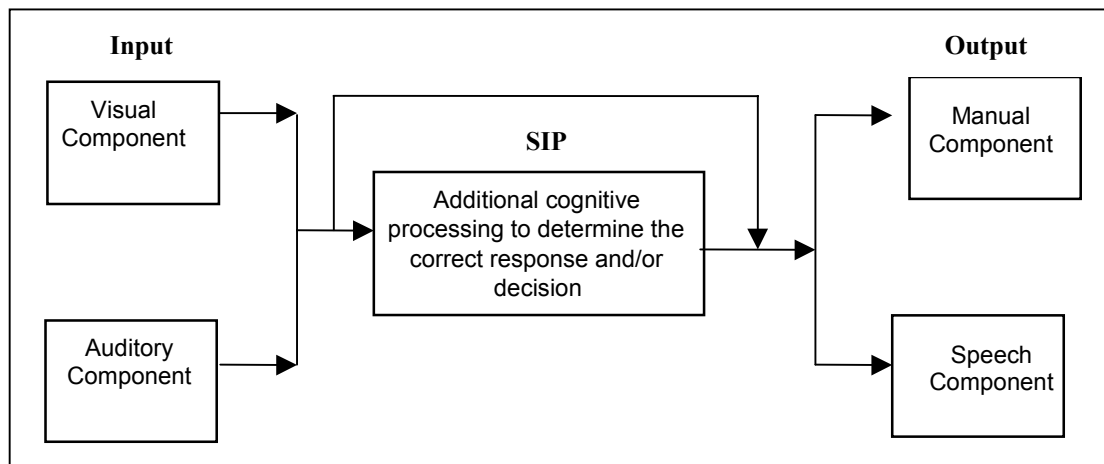 Input
Output
Visual
Component
Manual
Component
SIP
Additional cognitive
processing to determine the
correct response and/or
decision
Auditory
Component
Speech
Component